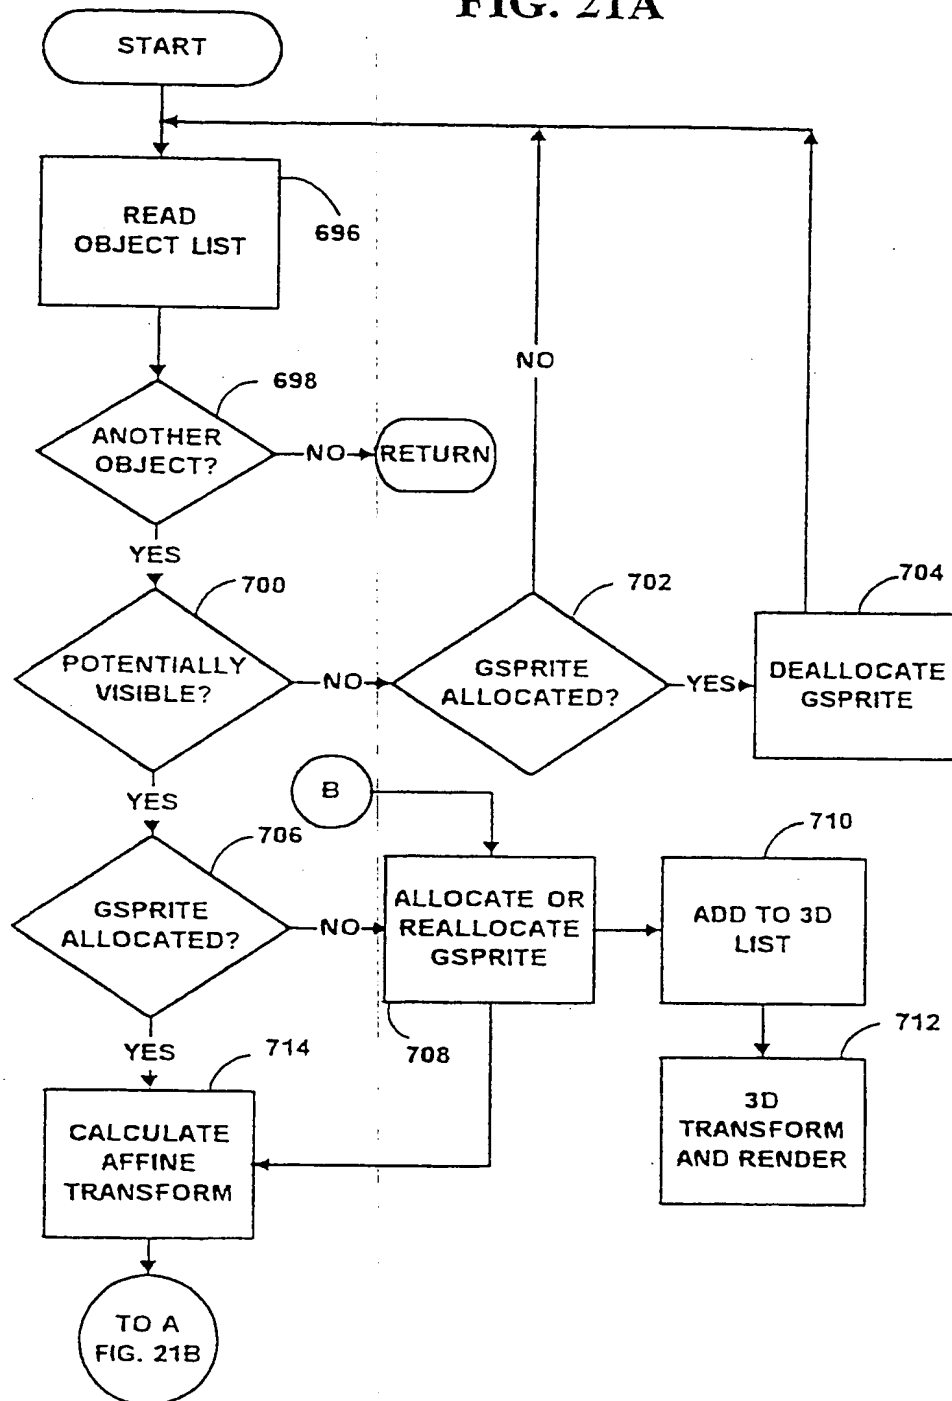 FIG. 21A
START
READ
OBJECT LIST
696
NO
698
ANOTHER
OBJECT?
NO
RETURN
YES
700
702
704
POTENTIALLY
VISIBLE?
NO
GSPRITE
ALLOCATED?
YES
DEALLOCATE
GSPRITE
YES
B
706
710
GSPRITE
ALLOCATED?
NO
ALLOCATE OR
REALLOCATE
GSPRITE
ADD TO 3D
LIST
YES
714
708
712
CALCULATE
AFFINE
TRANSFORM
3D
TRANSFORM
AND RENDER
TO A
FIG. 21B